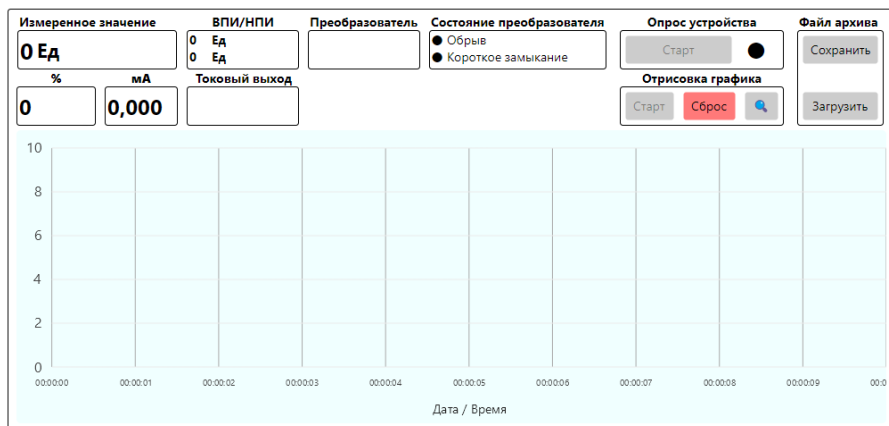 Измеренное значение ВПИ/НПИ Преобразователь Состояние преобразователя Опрос устройства Файл архива
0 Ед
0 Ед
0 Ед
Обрыв
Короткое замыкание
Старт
Сохранить
% мА Токовый выход Отрисовка графика
0
0,000
Старт Сброс
Загрузить
10
8
6
4
2
0
00:00:00 00:00:01 00:00:02 00:00:03 00:00:04 00:00:05 00:00:06 00:00:07 00:00:08 00:00:09 00:0
Дата / Время